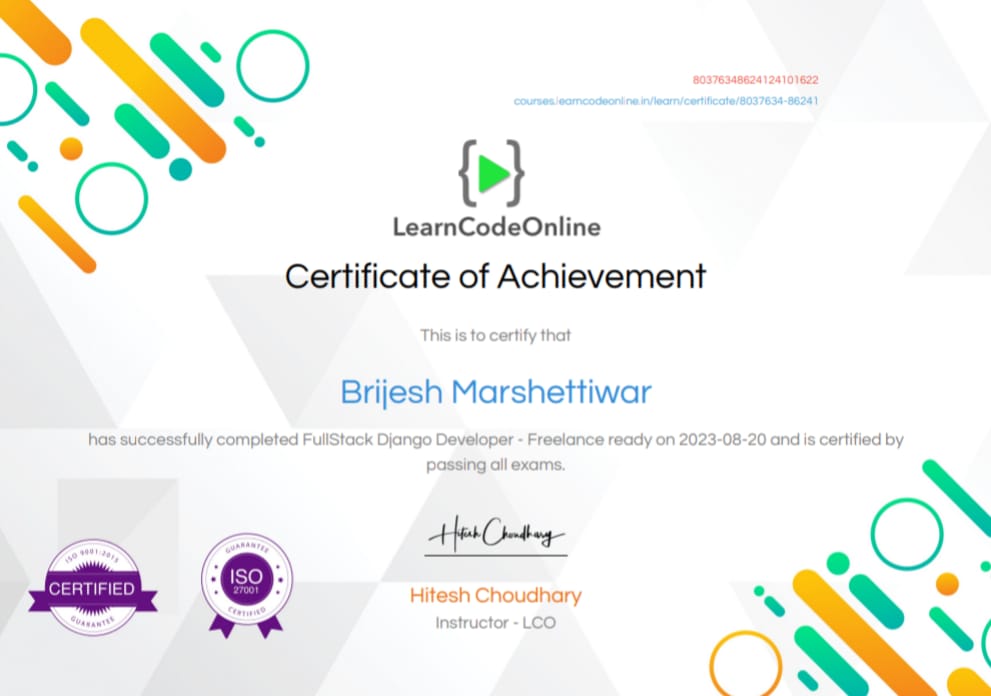 80376348624124101622
courses.learncodeonline.in/learn/certificate/8037634-86241
LearnCodeOnline
Certificate of Achievement
This is to certify that
Brijesh Marshettiwar
has successfully completed FullStack Django Developer - Freelance ready on 2023-08-20 and is certified by
passing all exams.
Hitesh Choudhary
ISO 9001:2015
CERTIFIED
GUARANTEE
GUARANTEE
ISO
27001
CERTIFIED
Hitesh Choudhary
Instructor - LCO